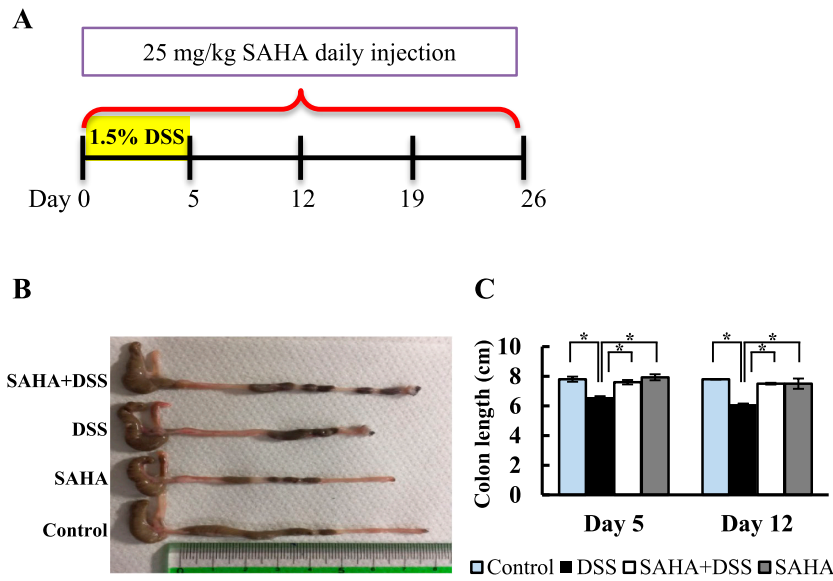 A
25 mg/kg SAHA daily injection
1.5% DSS
Day 0 5 12 19 26
B
SAHA+DSS
DSS
SAHA
Control
C
Colon length (cm)
10
8
6
4
2
0
* * *
* * *
Day 5 Day 12
Control DSS SAHA+DSS SAHA